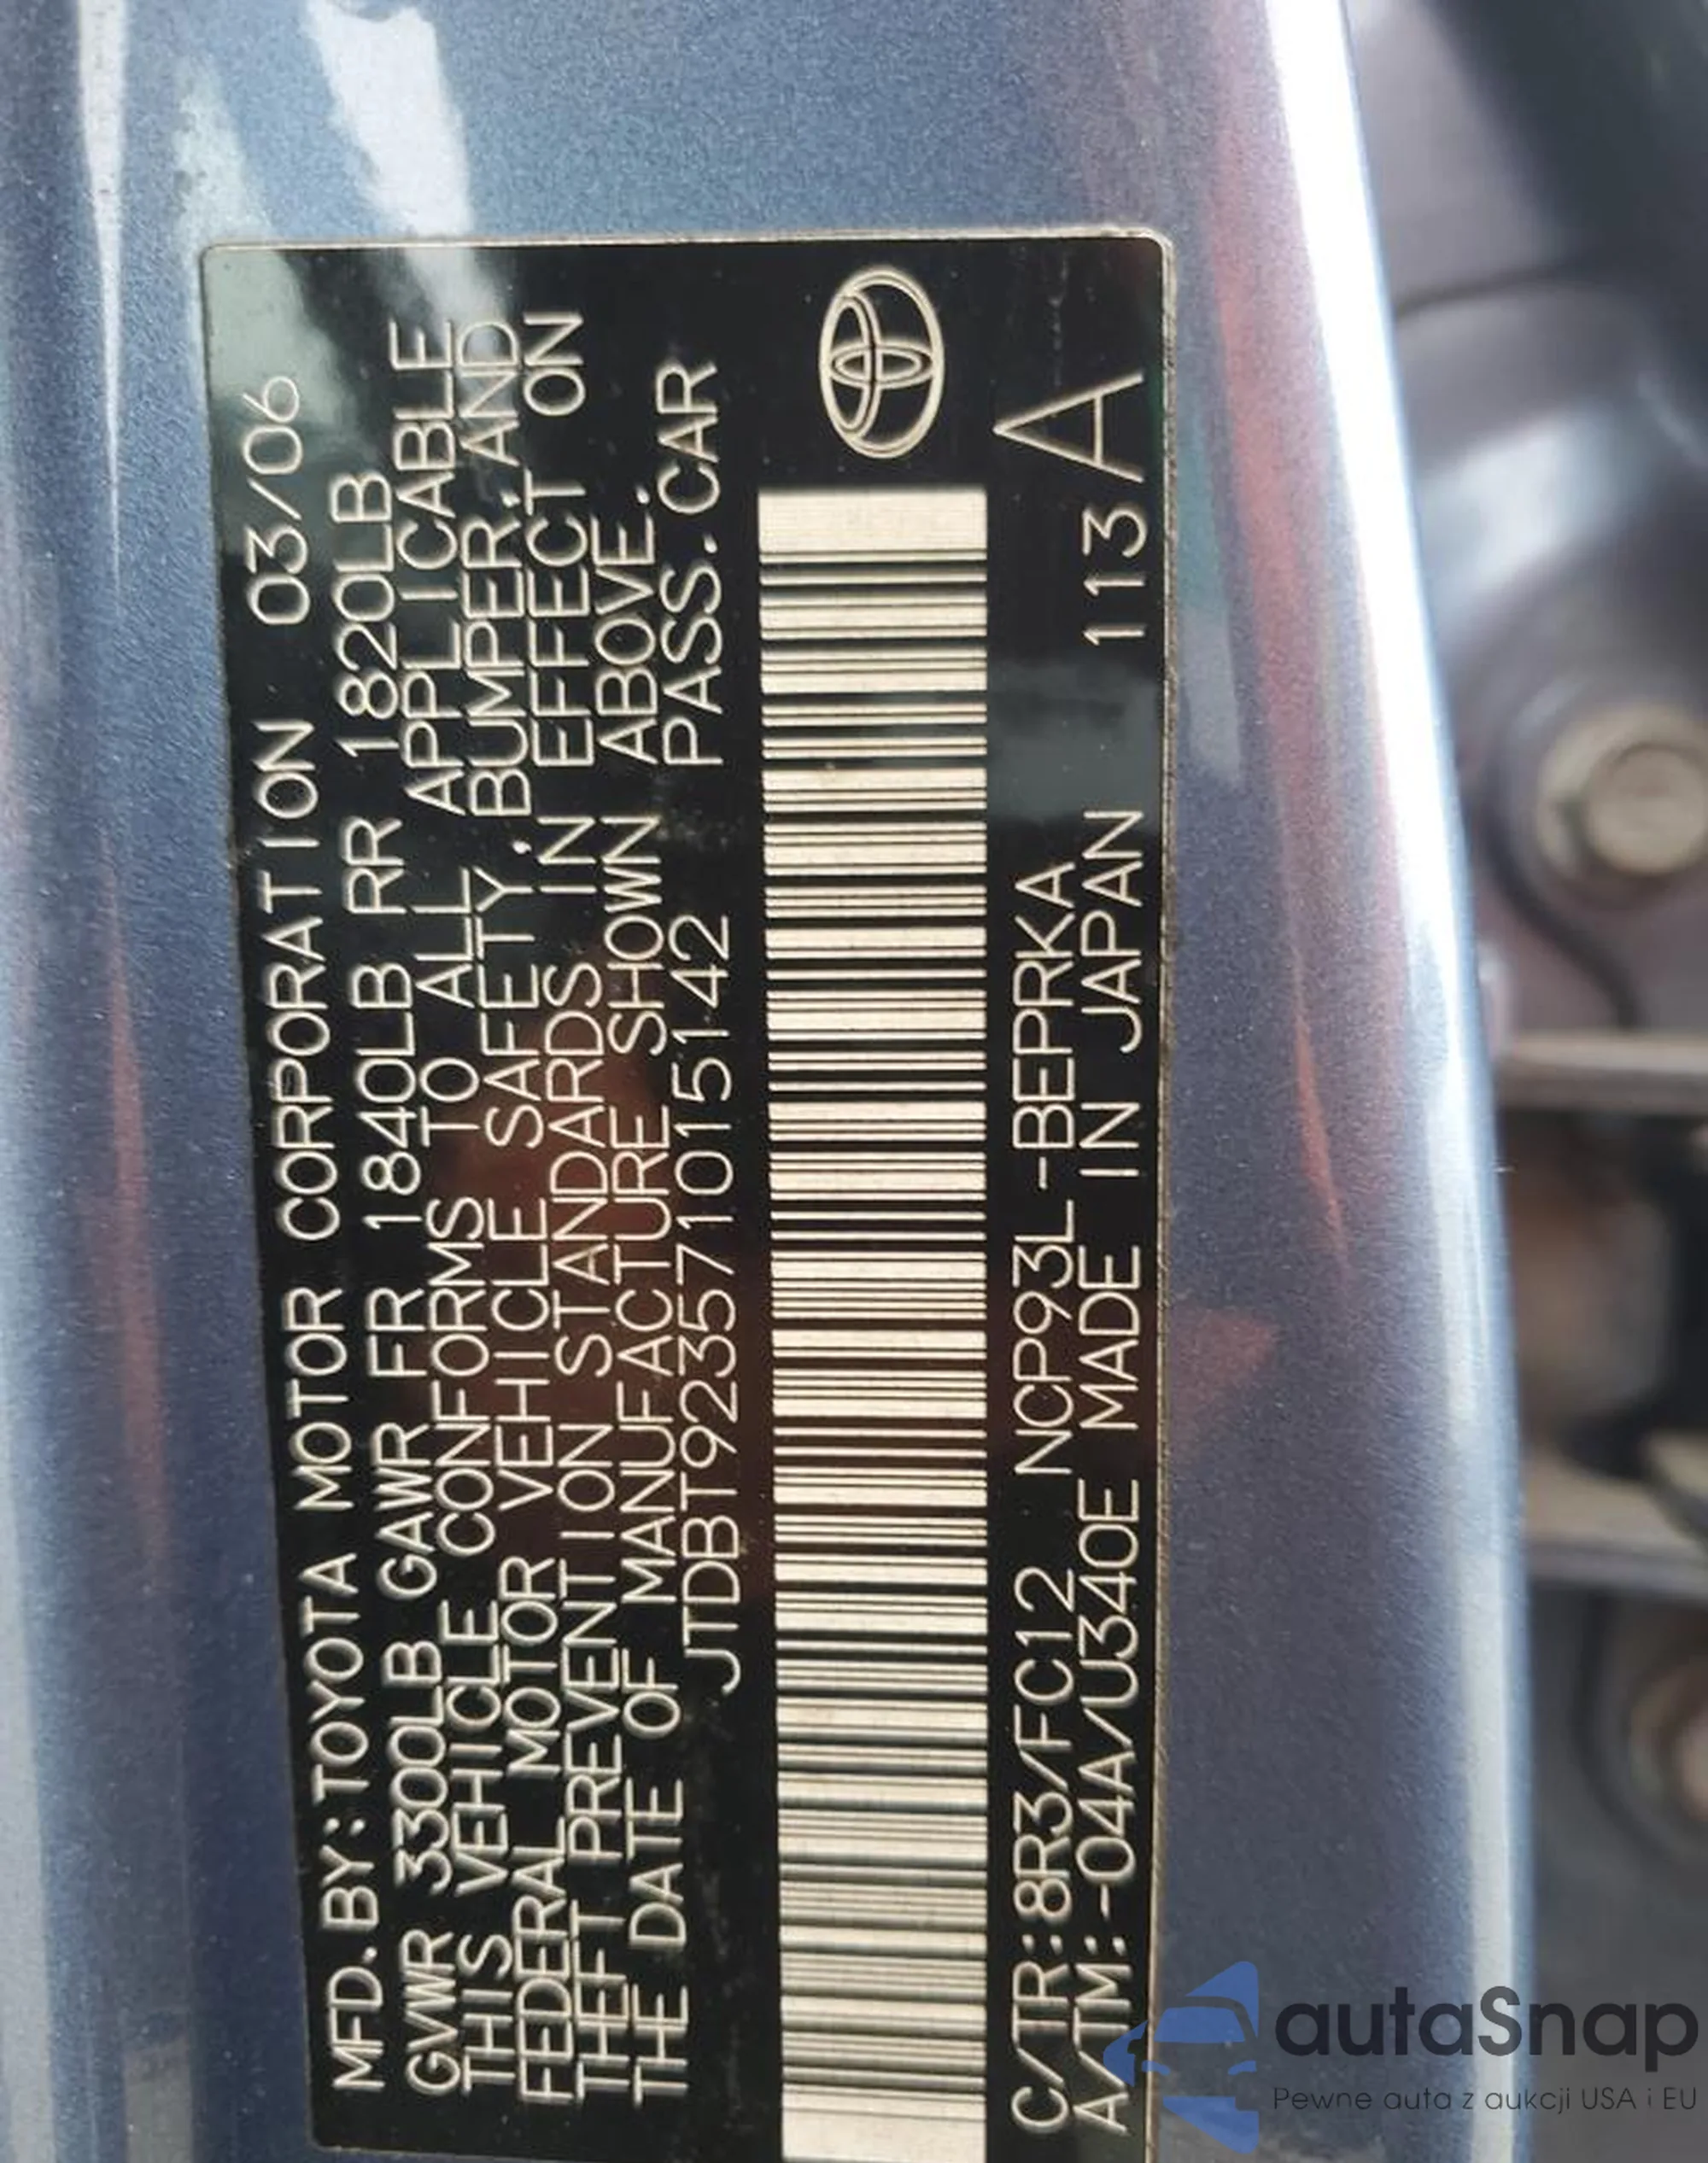 MFD.BY:TOYOTA MOTOR CORPORATION 03/06
GVWR 3300LB GAWR FR 1840LB RR 1820LB
THIS VEHICLE CONFORMS TO ALL APPLICABLE
FEDERAL MOTOR VEHICLE SAFETY, BUMPER, AND
THEFT PREVENTION STANDARDS IN EFFECT ON
THE DATE OF MANUFACTURE SHOWN ABOVE.
JTDBT923571015142 PASS.CAR
C/TR:8R3/FC12 NCP93L-BEPRKA
A/TM:-04A/U340E MADE IN JAPAN 113 A
autaSnap
Pewne auta z aukcji USA i EU